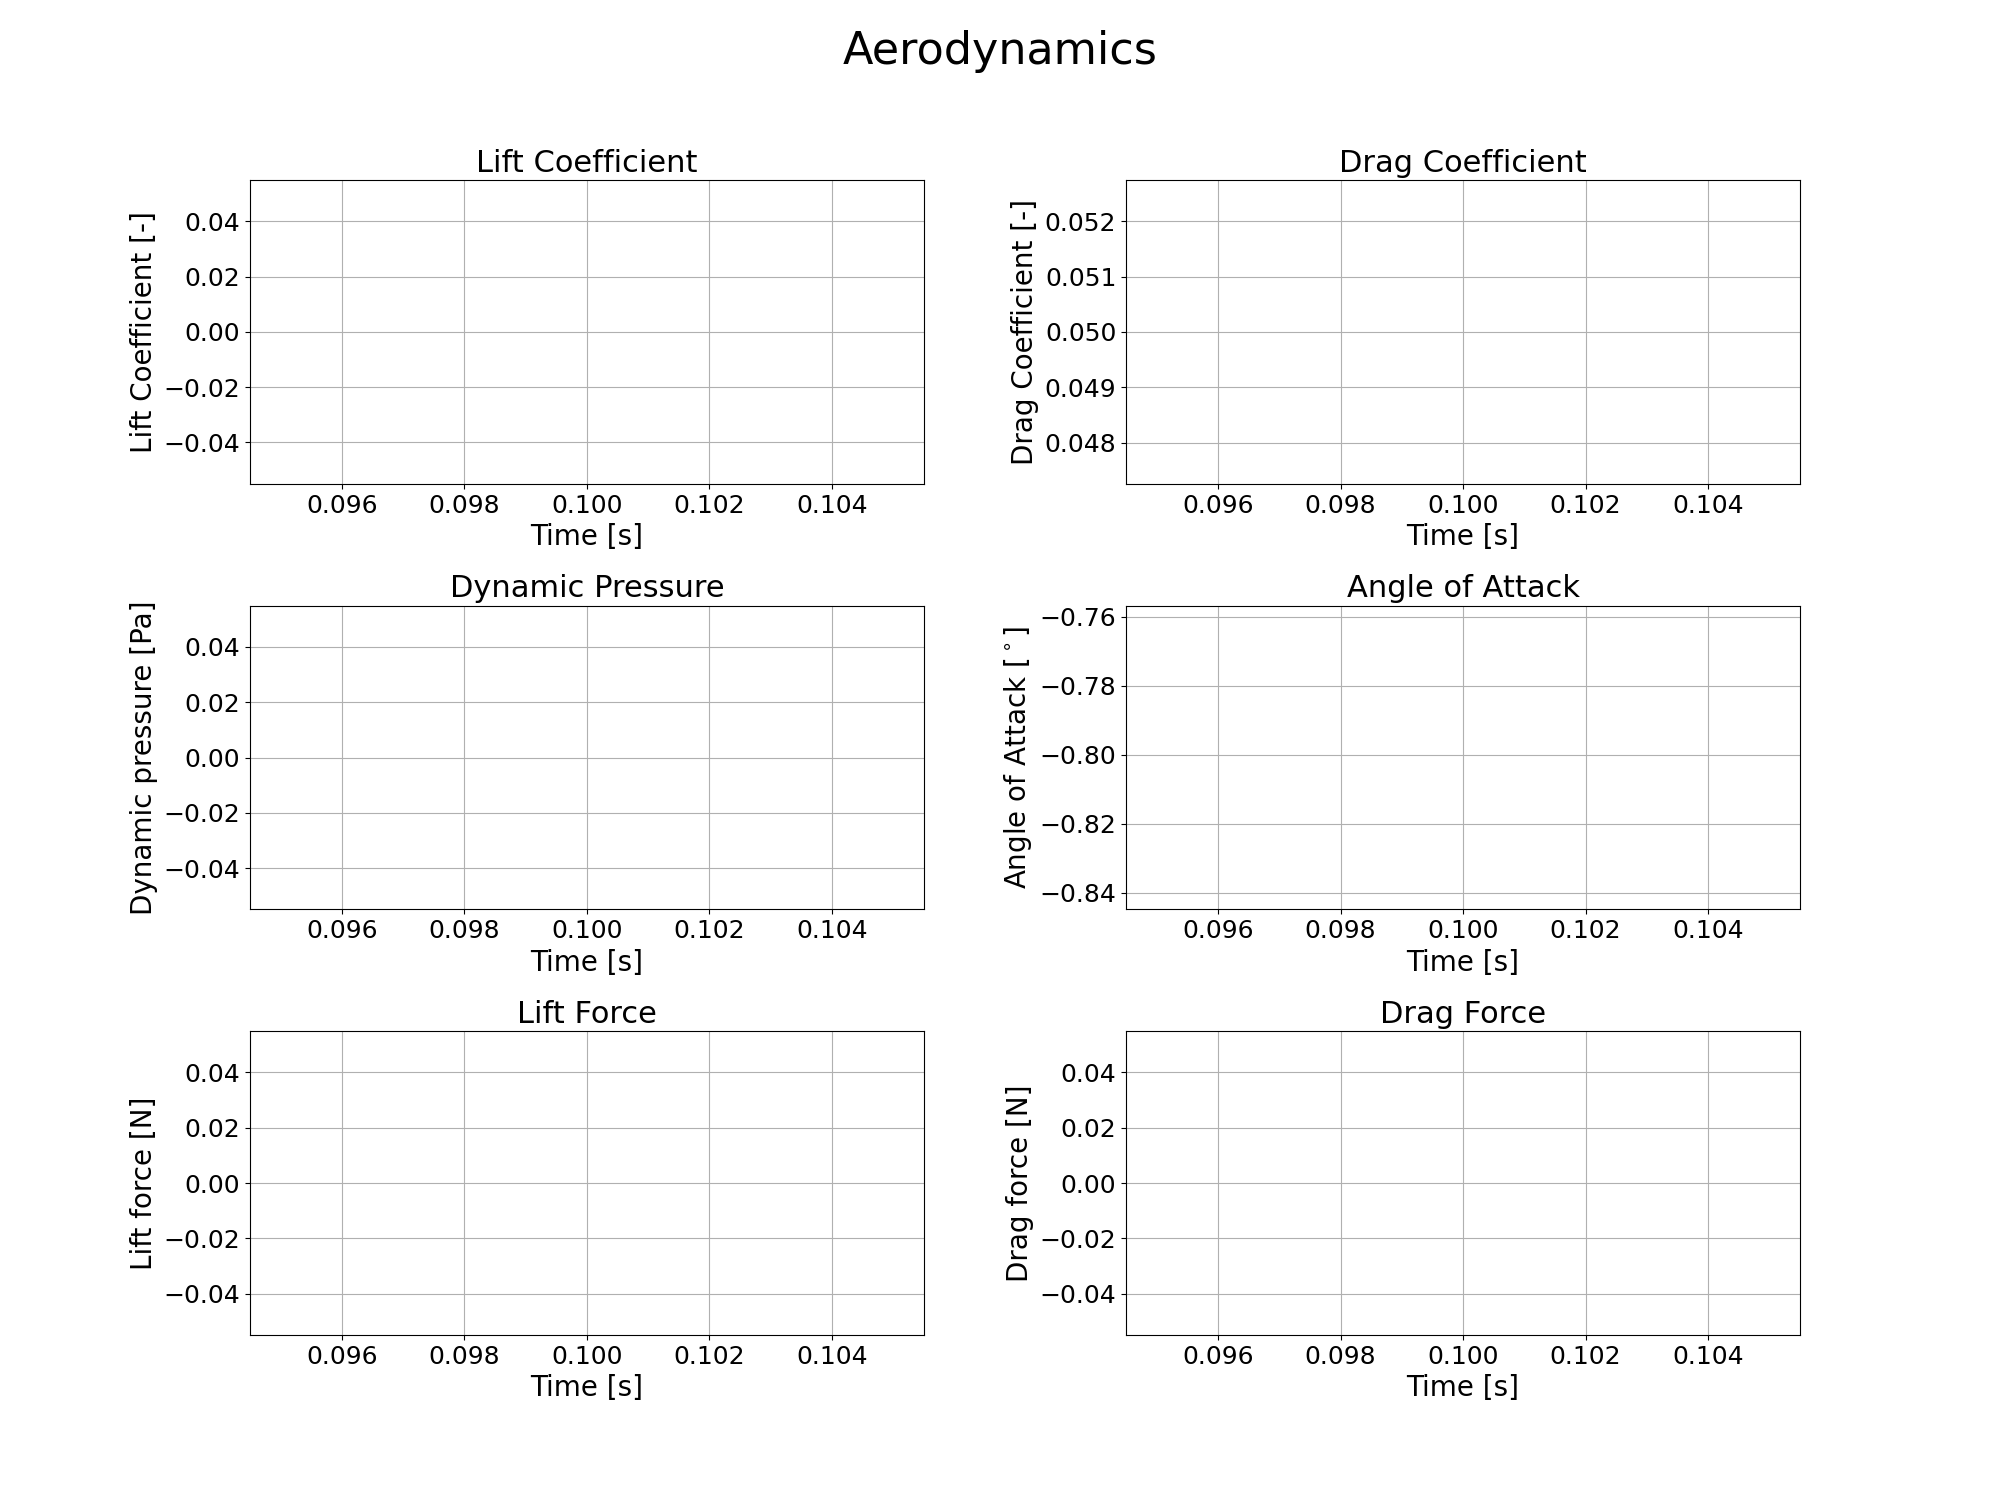 Aerodynamics
Lift Coefficient
Lift Coefficient [-]
0.04
0.02
0.00
−0.02
−0.04
0.096 0.098 0.100 0.102 0.104
Time [s]
Drag Coefficient
Drag Coefficient [-]
0.052
0.051
0.050
0.049
0.048
0.096 0.098 0.100 0.102 0.104
Time [s]
Dynamic Pressure
Dynamic pressure [Pa]
0.04
0.02
0.00
−0.02
−0.04
0.096 0.098 0.100 0.102 0.104
Time [s]
Angle of Attack
Angle of Attack [°]
−0.76
−0.78
−0.80
−0.82
−0.84
0.096 0.098 0.100 0.102 0.104
Time [s]
Lift Force
Lift force [N]
0.04
0.02
0.00
−0.02
−0.04
0.096 0.098 0.100 0.102 0.104
Time [s]
Drag Force
Drag force [N]
0.04
0.02
0.00
−0.02
−0.04
0.096 0.098 0.100 0.102 0.104
Time [s]